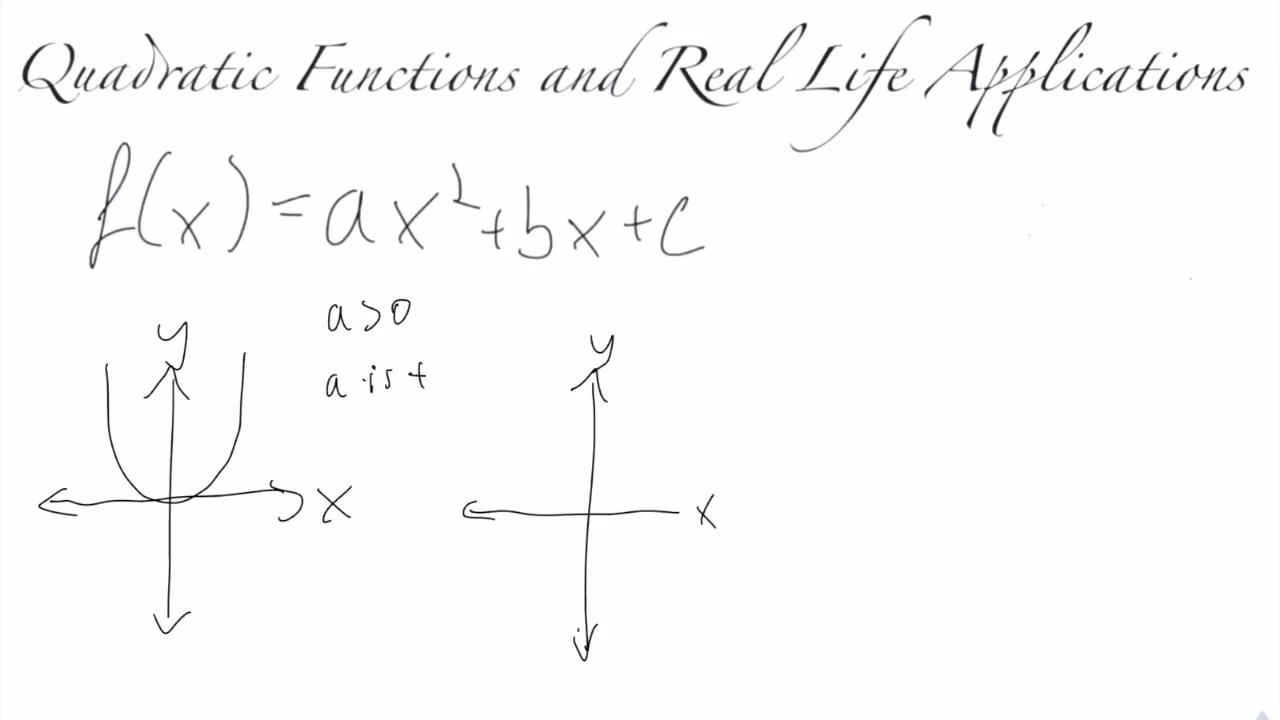 Quadratic Functions and Real Life Applications
f(x) = ax²+bx+c
a>0
y
y
a is +
x
x